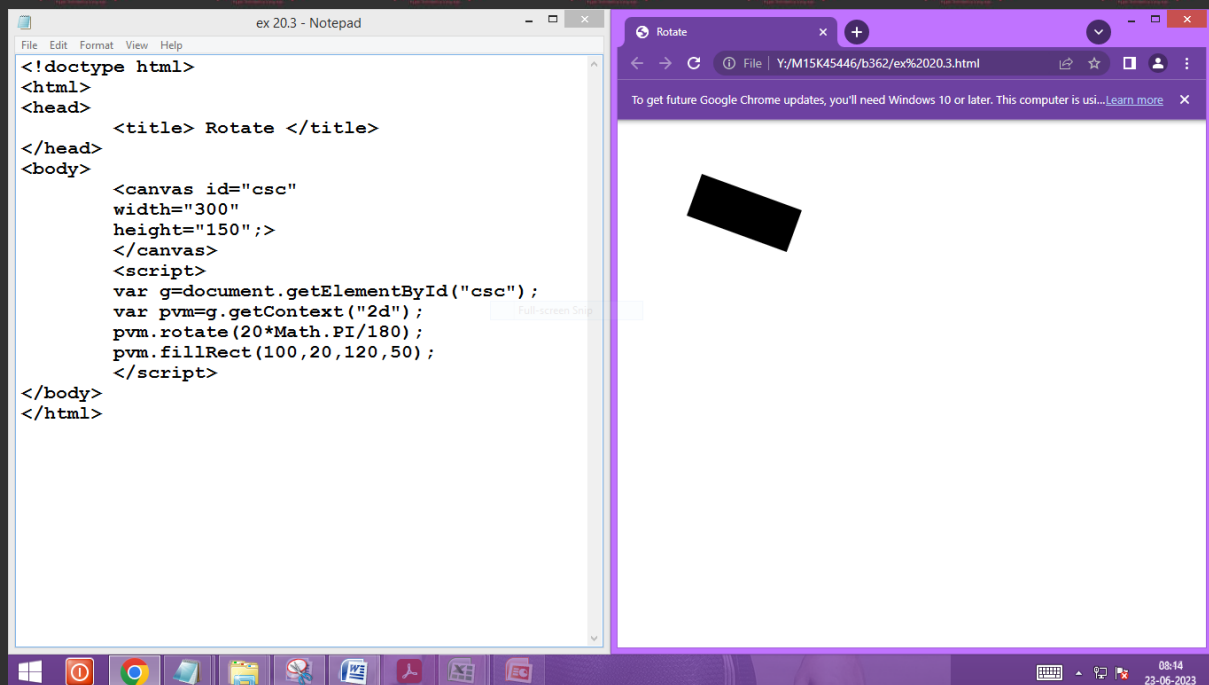 ex 20.3 - Notepad
File Edit Format View Help
<!doctype html>
<html>
<head>
<title> Rotate </title>
</head>
<body>
<canvas id="csc"
width="300"
height="150";>
</canvas>
<script>
var g=document.getElementById("csc");
var pvm=g.getContext("2d");
pvm.rotate(20*Math.PI/180);
pvm.fillRect(100,20,120,50);
</script>
</body>
</html>
Full-screen Snip
Rotate
File Y:/M15K45446/b362/ex%2020.3.html
To get future Google Chrome updates, you'll need Windows 10 or later. This computer is usi... Learn more
08:14
23-06-2023